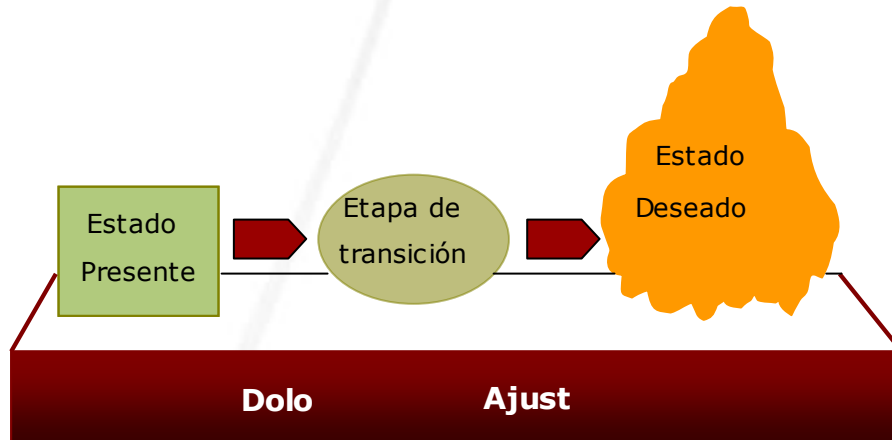 Estado
Presente
Etapa de
transición
Estado
Deseado
Dolo
Ajust